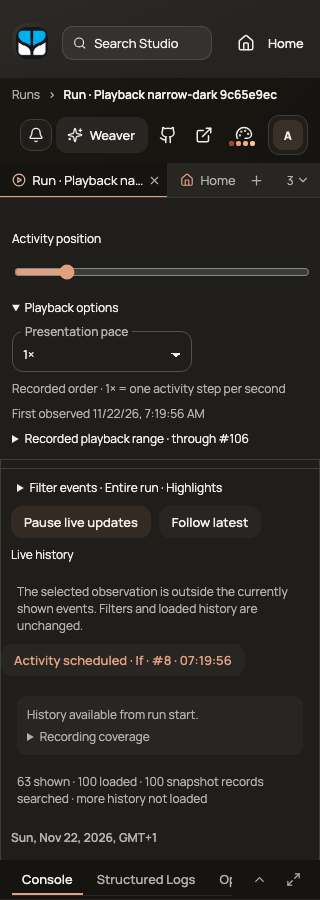 Search Studio
Home
Runs › Run · Playback narrow-dark 9c65e9ec
Weaver
A
Run · Playback na...
Home
3
Activity position
Playback options
Presentation pace
1×
Recorded order · 1× = one activity step per second
First observed 11/22/26, 7:19:56 AM
Recorded playback range · through #106
Filter events · Entire run · Highlights
Pause live updates
Follow latest
Live history
The selected observation is outside the currently
shown events. Filters and loaded history are
unchanged.
Activity scheduled · If · #8 · 07:19:56
History available from run start.
Recording coverage
63 shown · 100 loaded · 100 snapshot records
searched · more history not loaded
Sun, Nov 22, 2026, GMT+1
Console
Structured Logs